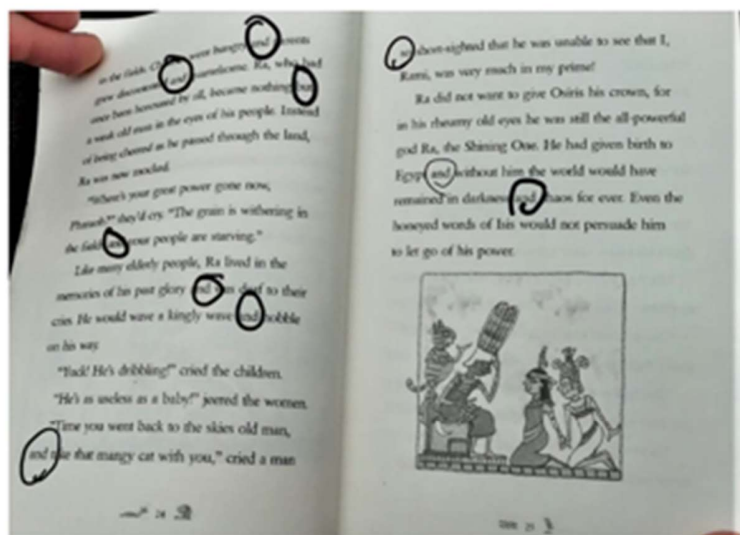 in the fields. were hungry and parents
grew discontented and quarrelsome. Ra, who had
once been honoured by all, became nothing but
a weak old man in the eyes of his people. Instead
of being cheered as he passed through the land,
Ra was now mocked.
"Where's your great power gone now,
Pharaoh?" they'd cry. "The grain is withering in
the fields and your people are starving."
Like many elderly people, Ra lived in the
memories of his past glory and was deaf to their
cries. He would wave a kingly wave and hobble
on his way.
"Yuck! He's dribbling!" cried the children.
"He's as useless as a baby!" jeered the women.
"Time you went back to the skies old man,
and take that mangy cat with you," cried a man
24
so short-sighted that he was unable to see that I,
Rami, was very much in my prime!
Ra did not want to give Osiris his crown, for
in his rheumy old eyes he was still the all-powerful
god Ra, the Shining One. He had given birth to
Egypt and without him the world would have
remained in darkness and chaos for ever. Even the
honeyed words of Isis would not persuade him
to let go of his power.
25